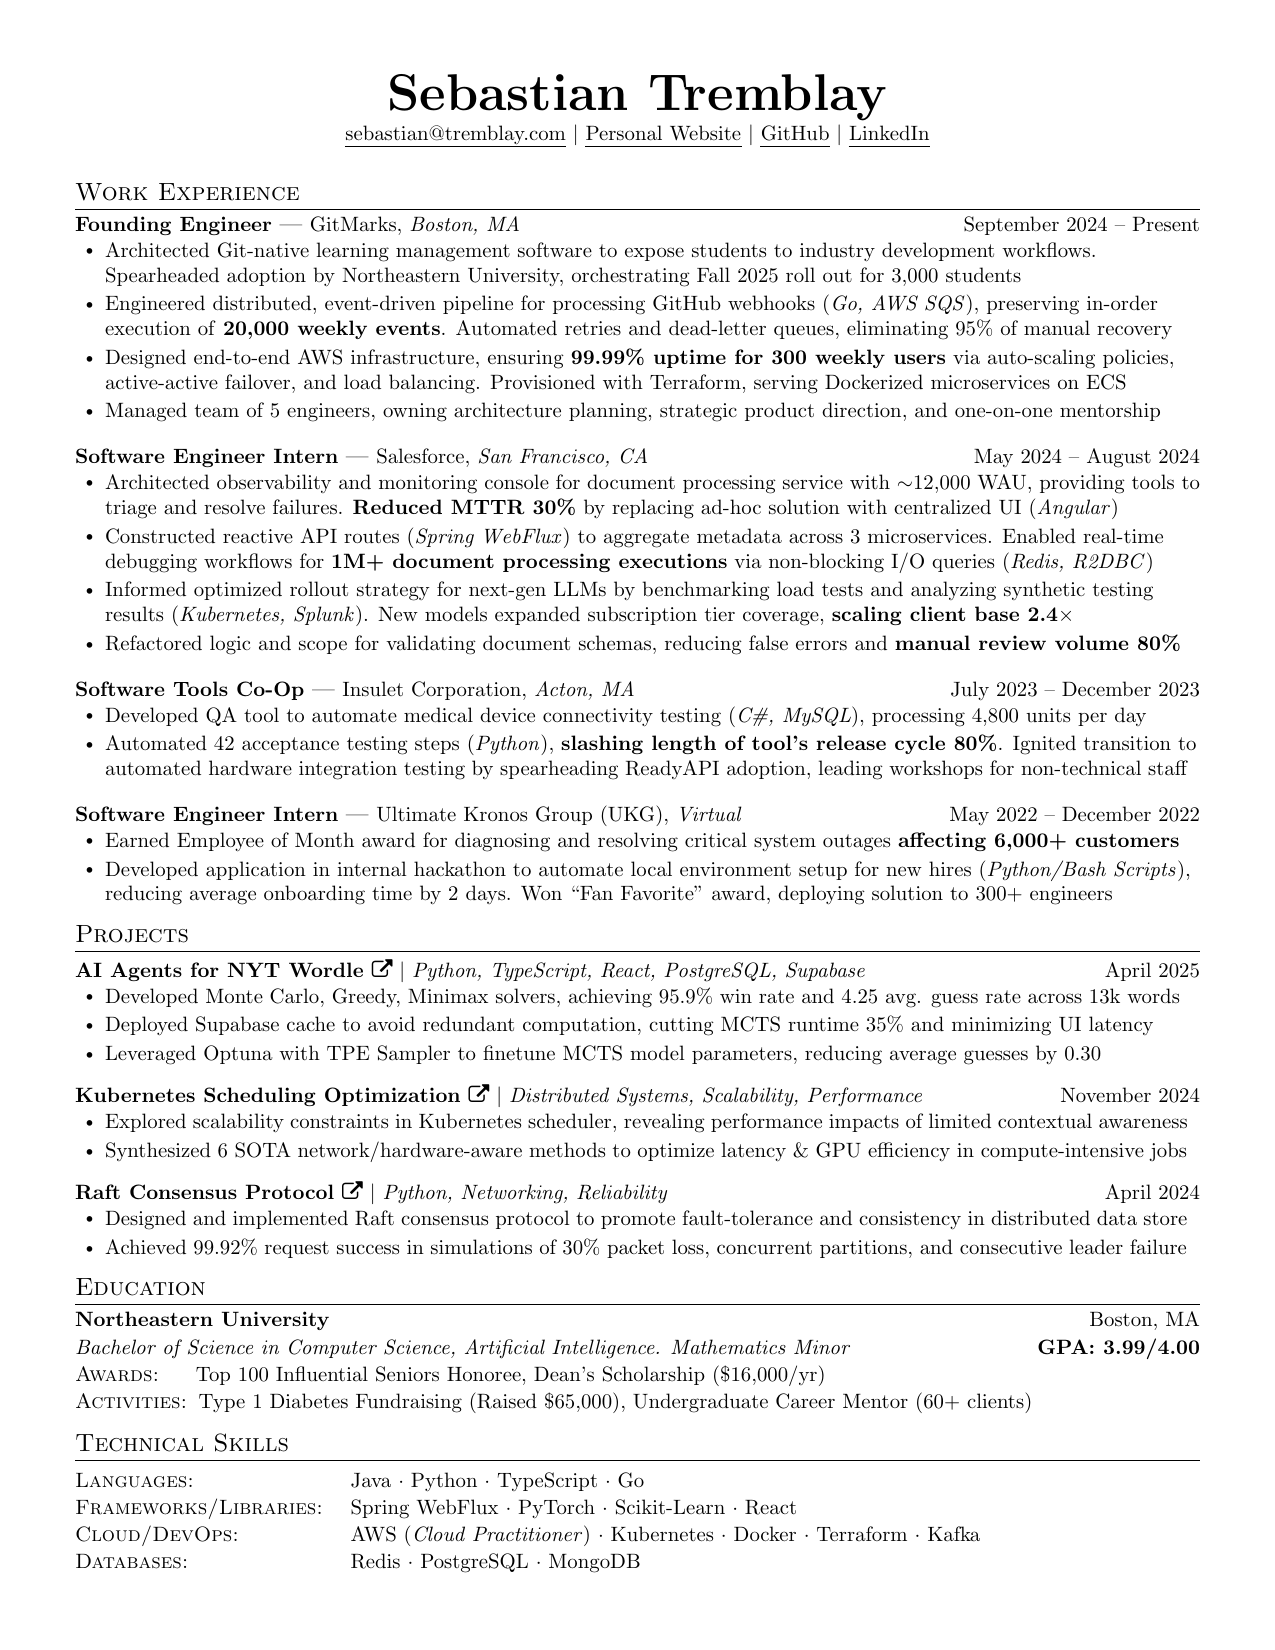 Sebastian Tremblay
sebastian@tremblay.com | Personal Website | GitHub | LinkedIn
Work Experience
Founding Engineer — GitMarks, Boston, MA September 2024 – Present
• Architected Git-native learning management software to expose students to industry development workflows.
Spearheaded adoption by Northeastern University, orchestrating Fall 2025 roll out for 3,000 students
• Engineered distributed, event-driven pipeline for processing GitHub webhooks (Go, AWS SQS), preserving in-order
execution of 20,000 weekly events. Automated retries and dead-letter queues, eliminating 95% of manual recovery
• Designed end-to-end AWS infrastructure, ensuring 99.99% uptime for 300 weekly users via auto-scaling policies,
active-active failover, and load balancing. Provisioned with Terraform, serving Dockerized microservices on ECS
• Managed team of 5 engineers, owning architecture planning, strategic product direction, and one-on-one mentorship
Software Engineer Intern — Salesforce, San Francisco, CA May 2024 – August 2024
• Architected observability and monitoring console for document processing service with ~12,000 WAU, providing tools to
triage and resolve failures. Reduced MTTR 30% by replacing ad-hoc solution with centralized UI (Angular)
• Constructed reactive API routes (Spring WebFlux) to aggregate metadata across 3 microservices. Enabled real-time
debugging workflows for 1M+ document processing executions via non-blocking I/O queries (Redis, R2DBC)
• Informed optimized rollout strategy for next-gen LLMs by benchmarking load tests and analyzing synthetic testing
results (Kubernetes, Splunk). New models expanded subscription tier coverage, scaling client base 2.4×
• Refactored logic and scope for validating document schemas, reducing false errors and manual review volume 80%
Software Tools Co-Op — Insulet Corporation, Acton, MA July 2023 – December 2023
• Developed QA tool to automate medical device connectivity testing (C#, MySQL), processing 4,800 units per day
• Automated 42 acceptance testing steps (Python), slashing length of tool's release cycle 80%. Ignited transition to
automated hardware integration testing by spearheading ReadyAPI adoption, leading workshops for non-technical staff
Software Engineer Intern — Ultimate Kronos Group (UKG), Virtual May 2022 – December 2022
• Earned Employee of Month award for diagnosing and resolving critical system outages affecting 6,000+ customers
• Developed application in internal hackathon to automate local environment setup for new hires (Python/Bash Scripts),
reducing average onboarding time by 2 days. Won “Fan Favorite” award, deploying solution to 300+ engineers
Projects
AI Agents for NYT Wordle | Python, TypeScript, React, PostgreSQL, Supabase April 2025
• Developed Monte Carlo, Greedy, Minimax solvers, achieving 95.9% win rate and 4.25 avg. guess rate across 13k words
• Deployed Supabase cache to avoid redundant computation, cutting MCTS runtime 35% and minimizing UI latency
• Leveraged Optuna with TPE Sampler to finetune MCTS model parameters, reducing average guesses by 0.30
Kubernetes Scheduling Optimization | Distributed Systems, Scalability, Performance November 2024
• Explored scalability constraints in Kubernetes scheduler, revealing performance impacts of limited contextual awareness
• Synthesized 6 SOTA network/hardware-aware methods to optimize latency & GPU efficiency in compute-intensive jobs
Raft Consensus Protocol | Python, Networking, Reliability April 2024
• Designed and implemented Raft consensus protocol to promote fault-tolerance and consistency in distributed data store
• Achieved 99.92% request success in simulations of 30% packet loss, concurrent partitions, and consecutive leader failure
Education
Northeastern University Boston, MA
Bachelor of Science in Computer Science, Artificial Intelligence. Mathematics Minor GPA: 3.99/4.00
Awards: Top 100 Influential Seniors Honoree, Dean's Scholarship ($16,000/yr)
Activities: Type 1 Diabetes Fundraising (Raised $65,000), Undergraduate Career Mentor (60+ clients)
Technical Skills
Languages: Java · Python · TypeScript · Go
Frameworks/Libraries: Spring WebFlux · PyTorch · Scikit-Learn · React
Cloud/DevOps: AWS (Cloud Practitioner) · Kubernetes · Docker · Terraform · Kafka
Databases: Redis · PostgreSQL · MongoDB